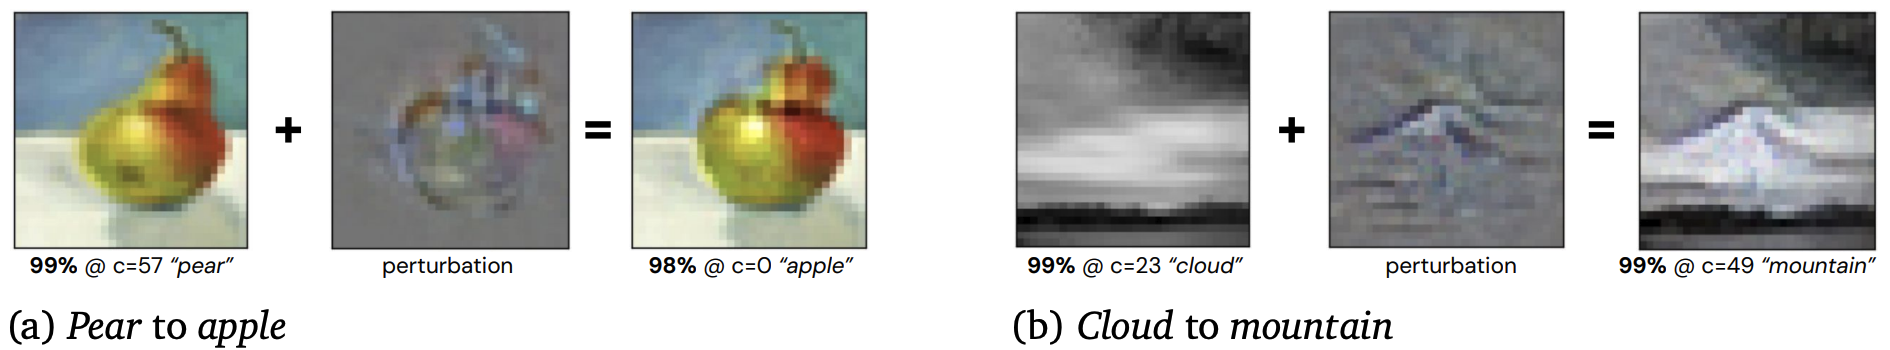 +
=
99% @ c=57 “pear”
perturbation
98% @ c=0 “apple”
(a) Pear to apple
+
=
99% @ c=23 “cloud”
perturbation
99% @ c=49 “mountain”
(b) Cloud to mountain